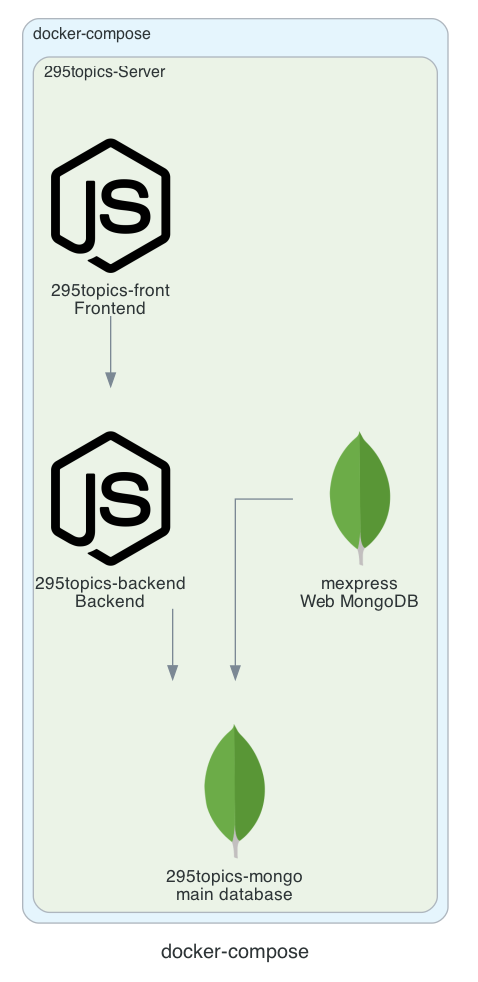 docker-compose
295topics-Server
JS
295topics-front
Frontend
JS
295topics-backend
Backend
mexpress
Web MongoDB
295topics-mongo
main database
docker-compose